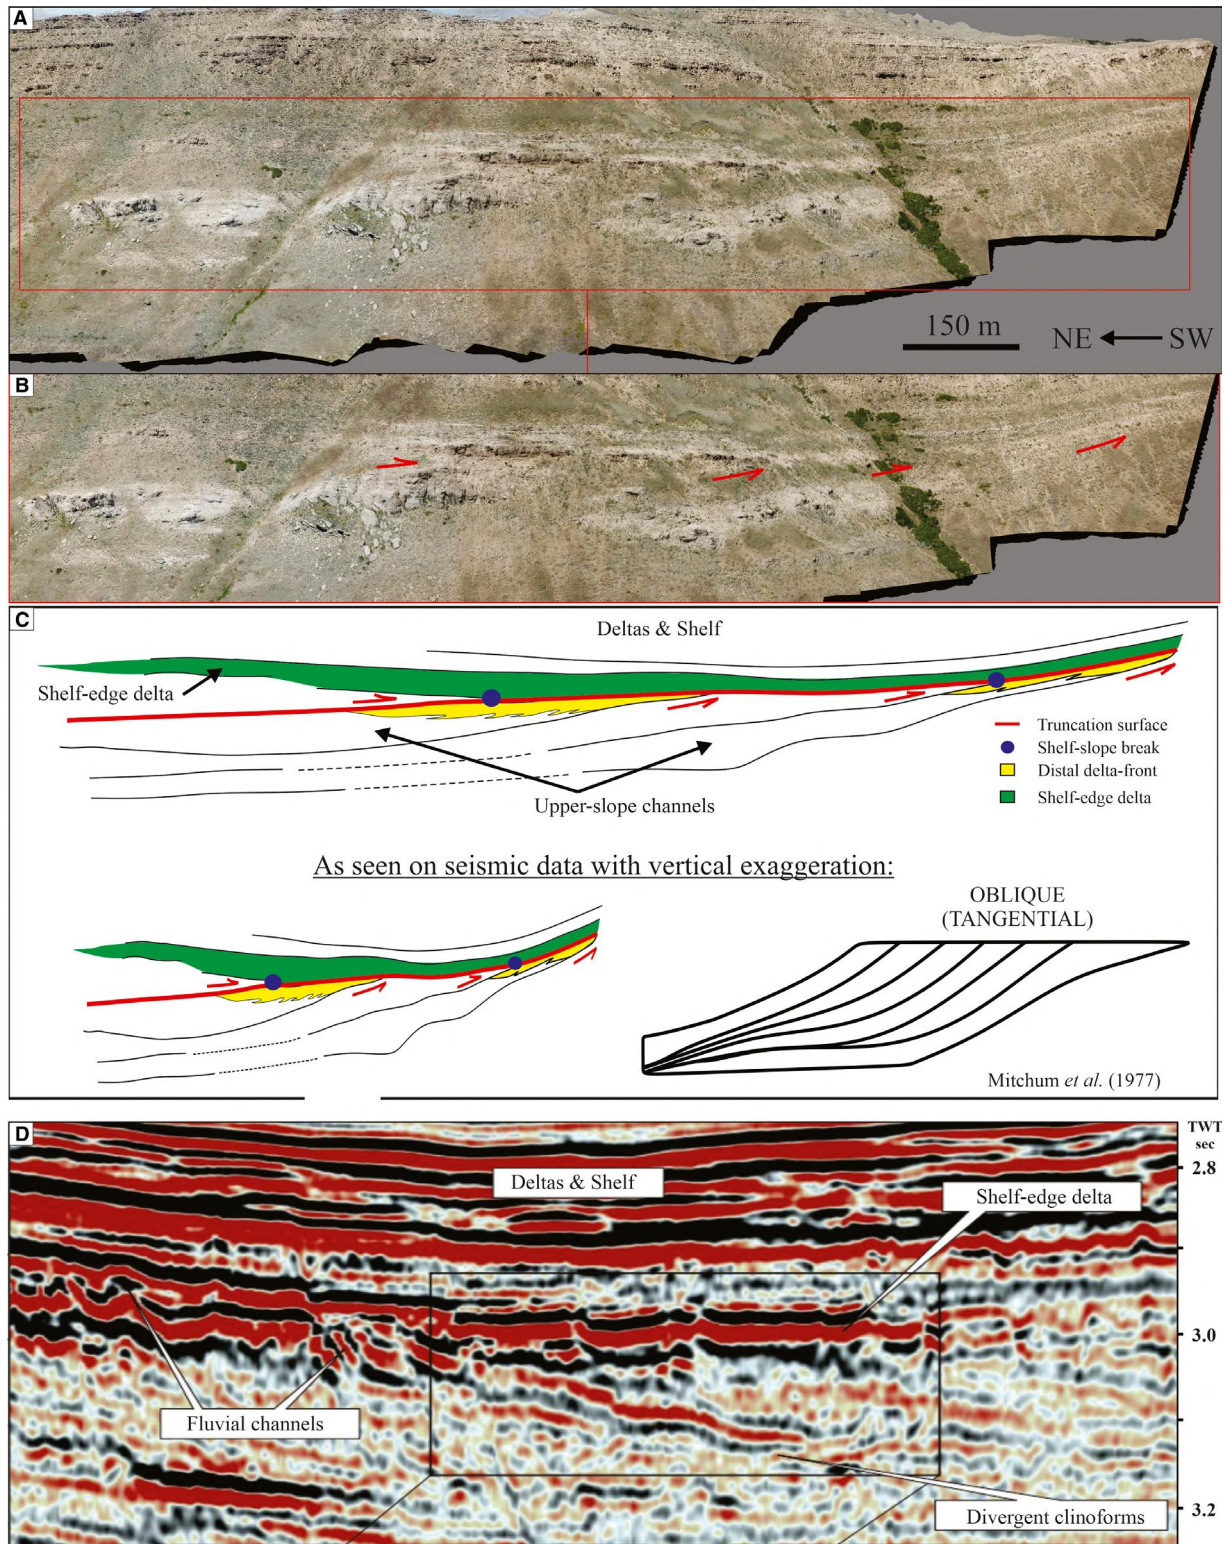 A
150 m
NE
SW
B
C
Deltas & Shelf
Shelf-edge delta
Truncation surface
Shelf-slope break
Distal delta-front
Shelf-edge delta
Upper-slope channels
As seen on seismic data with vertical exaggeration:
OBLIQUE
(TANGENTIAL)
Mitchum et al. (1977)
D
TWT
sec
Deltas & Shelf
2.8
Shelf-edge delta
3.0
Fluvial channels
3.2
Divergent clinoforms